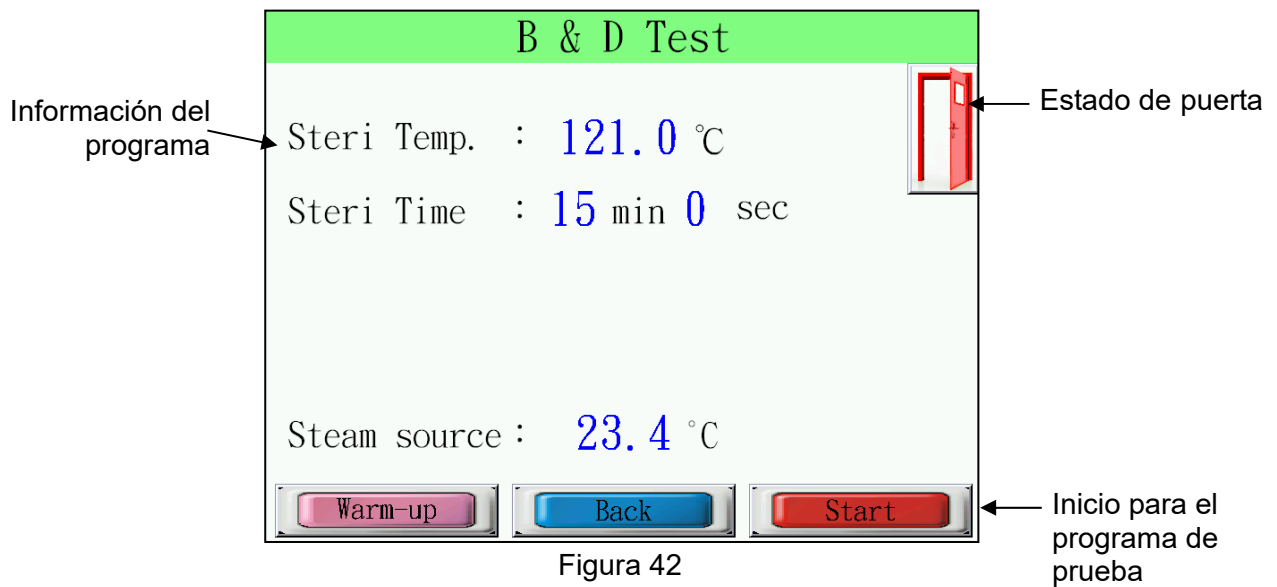 B & D Test
Información del
programa
Estado de puerta
Steri Temp. : 121.0 ℃
Steri Time : 15 min 0 sec
Steam source : 23.4 °C
Warm-up
Back
Start
Inicio para el
programa de
prueba
Figura 42